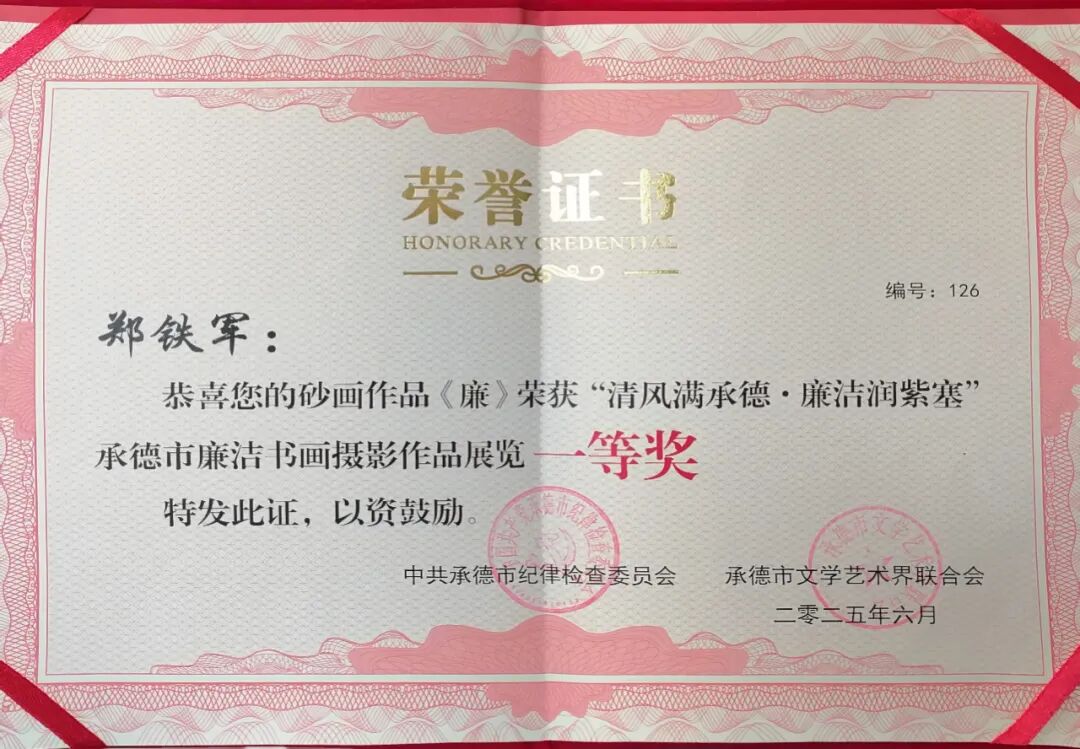 荣誉证书
HONORARY CREDENTIAL
编号：126
郑铁军：
恭喜您的砂画作品《廉》荣获“清风满承德·廉洁润紫塞”
承德市廉洁书画摄影作品展览一等奖
特发此证，以资鼓励。
中共承德市纪律检查委员会 承德市文学艺术界联合会
二零二五年六月